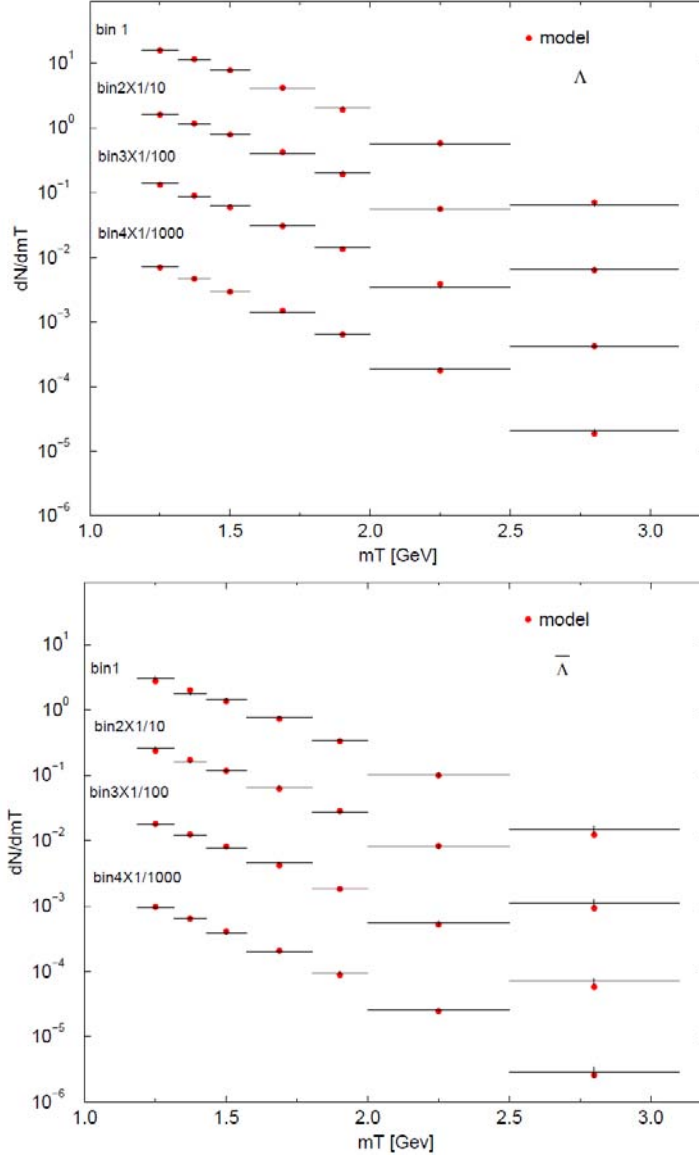 bin 1
model
Λ
10¹
bin2X1/10
10⁰
bin3X1/100
10⁻¹
bin4X1/1000
10⁻²
10⁻³
10⁻⁴
10⁻⁵
10⁻⁶
dN/dmT
1.0 1.5 2.0 2.5 3.0
mT [GeV]
model
Λ̅
10¹
bin1
10⁰
bin2X1/10
10⁻¹
bin3X1/100
10⁻²
bin4X1/1000
10⁻³
10⁻⁴
10⁻⁵
10⁻⁶
dN/dmT
1.0 1.5 2.0 2.5 3.0
mT [Gev]